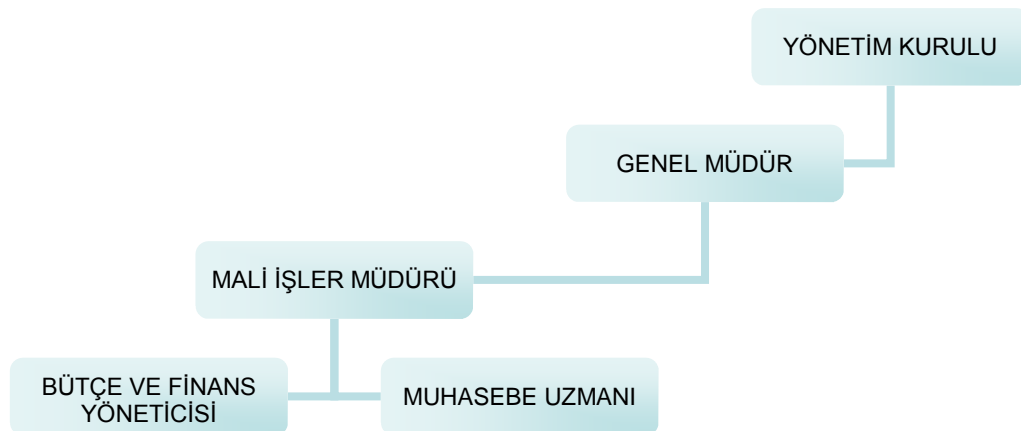 YÖNETİM KURULU
GENEL MÜDÜR
MALİ İŞLER MÜDÜRÜ
BÜTÇE VE FİNANS
YÖNETİCİSİ
MUHASEBE UZMANI